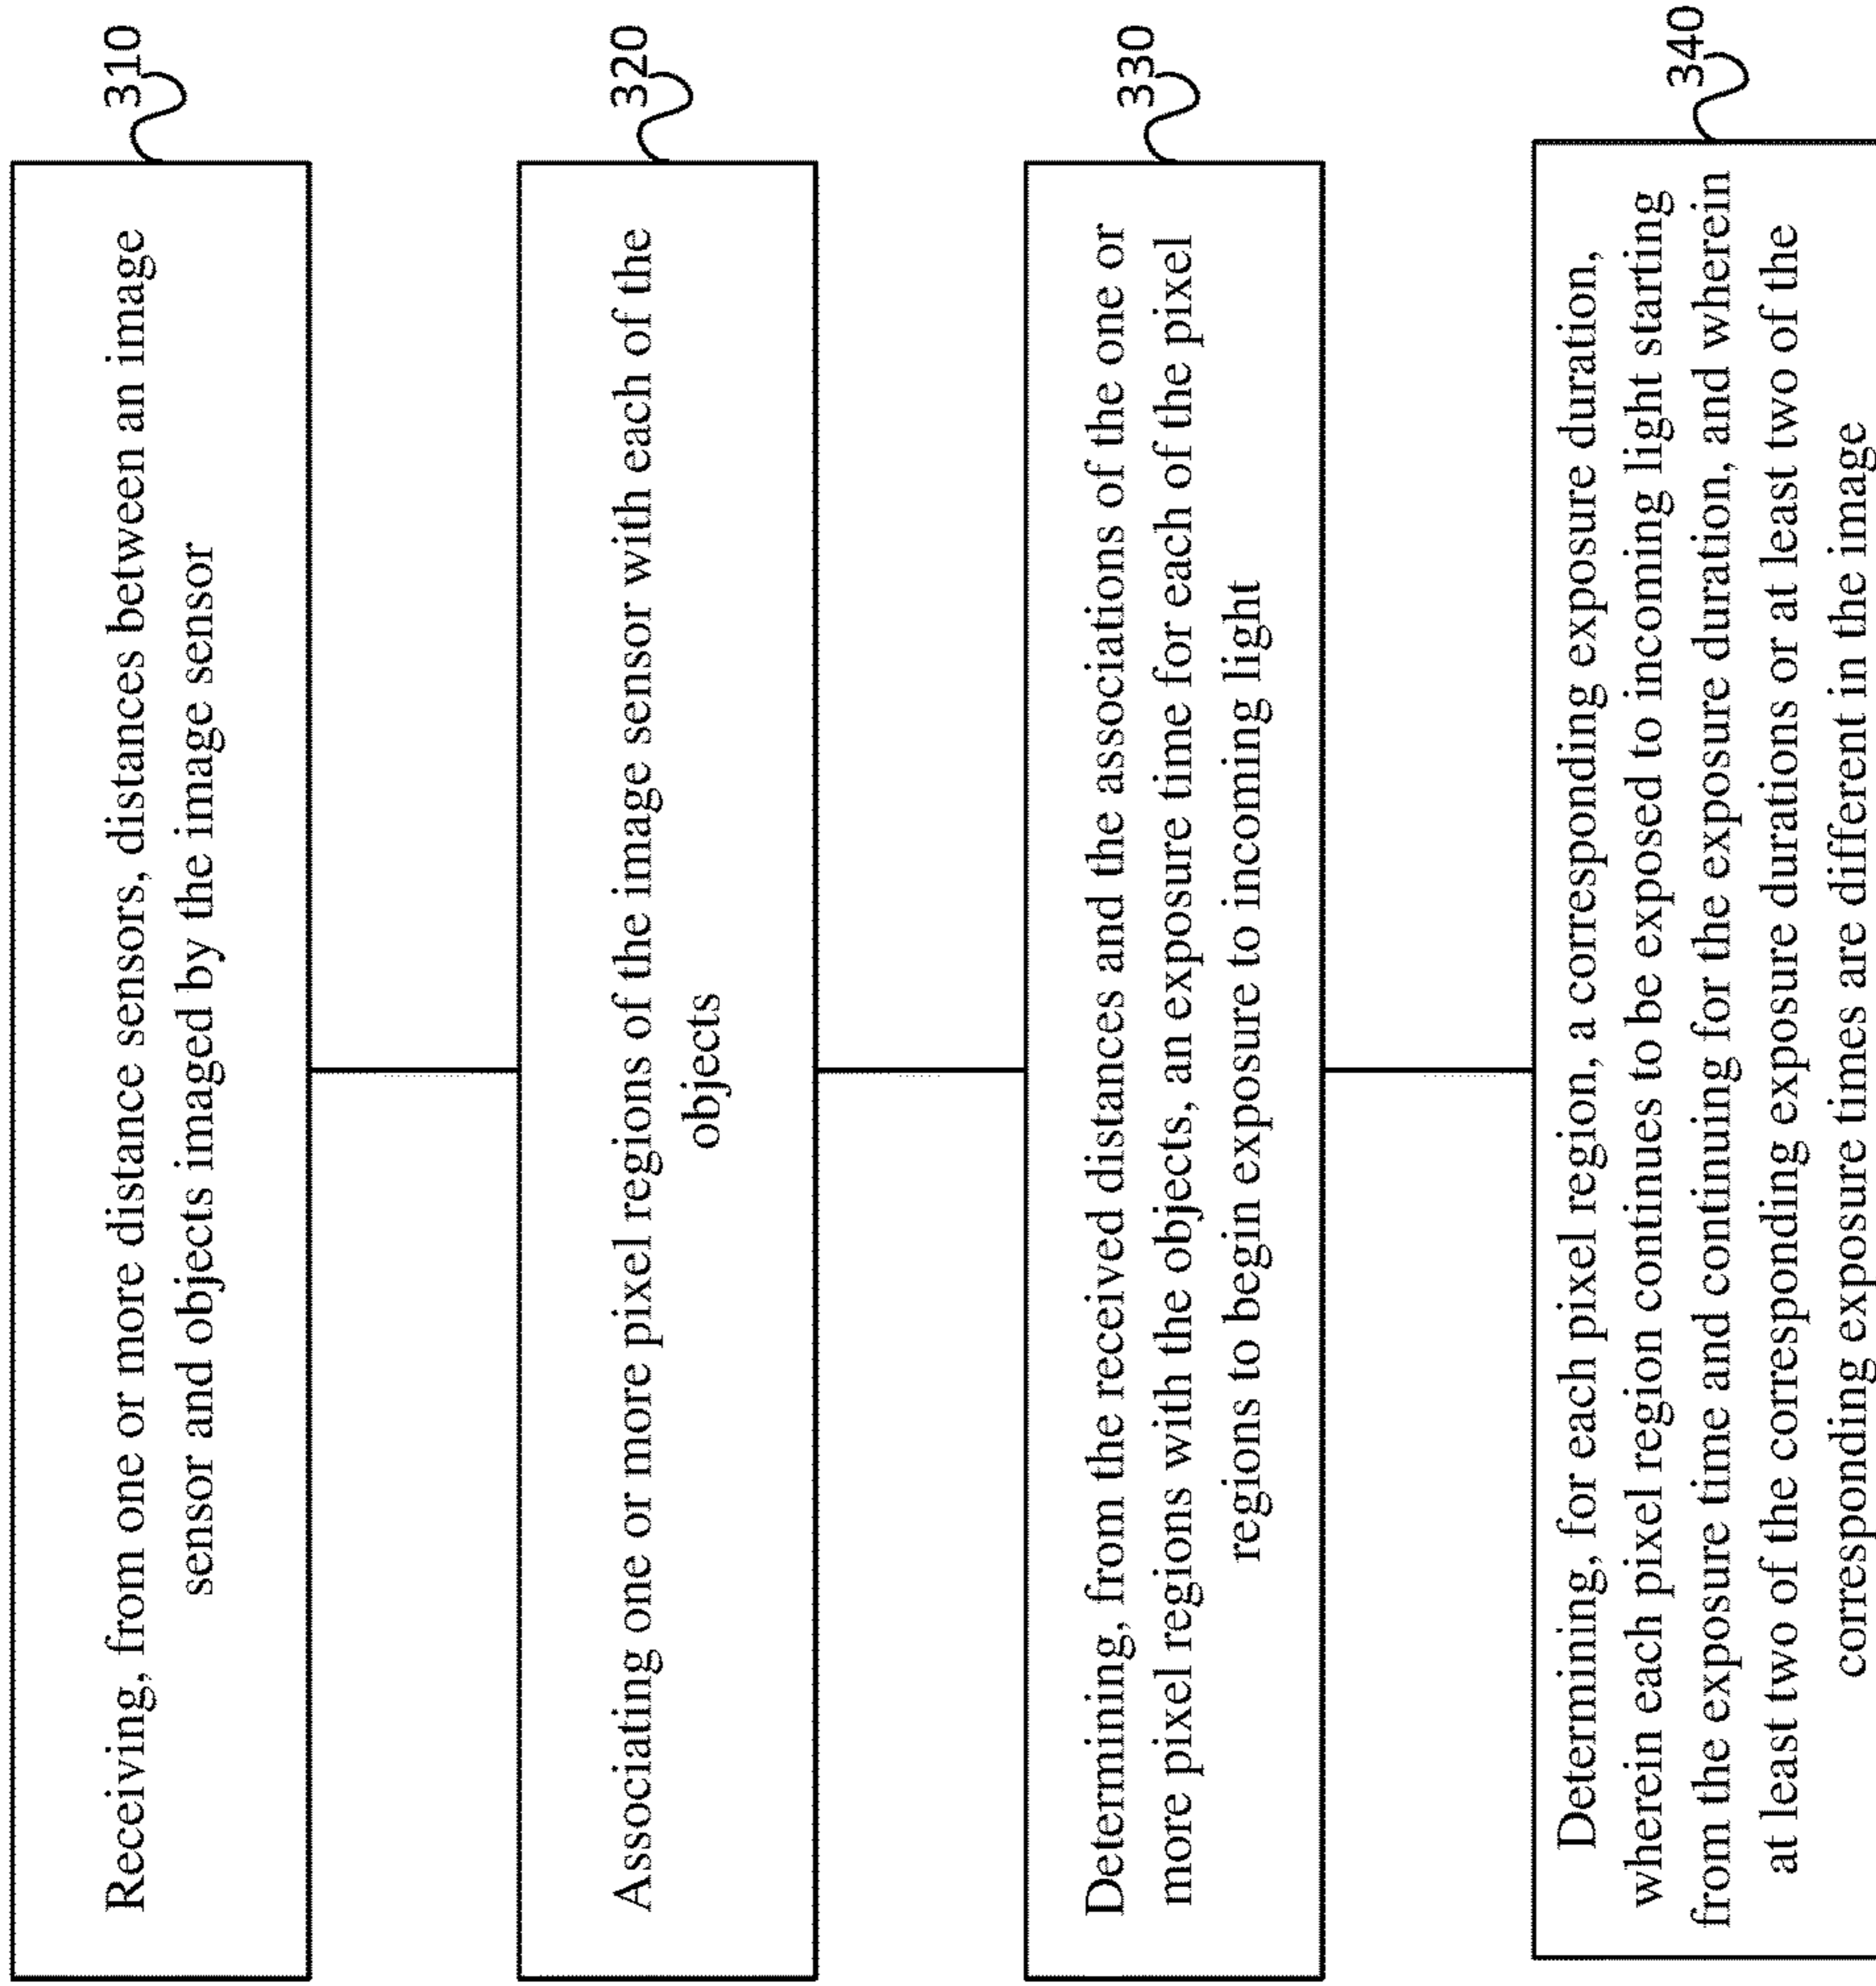 310
Receiving, from one or more distance sensors, distances between an image
sensor and objects imaged by the image sensor
320
Associating one or more pixel regions of the image sensor with each of the
objects
330
Determining, from the received distances and the associations of the one or
more pixel regions with the objects, an exposure time for each of the pixel
regions to begin exposure to incoming light
340
Determining, for each pixel region, a corresponding exposure duration,
wherein each pixel region continues to be exposed to incoming light starting
from the exposure time and continuing for the exposure duration, and wherein
at least two of the corresponding exposure durations or at least two of the
corresponding exposure times are different in the image